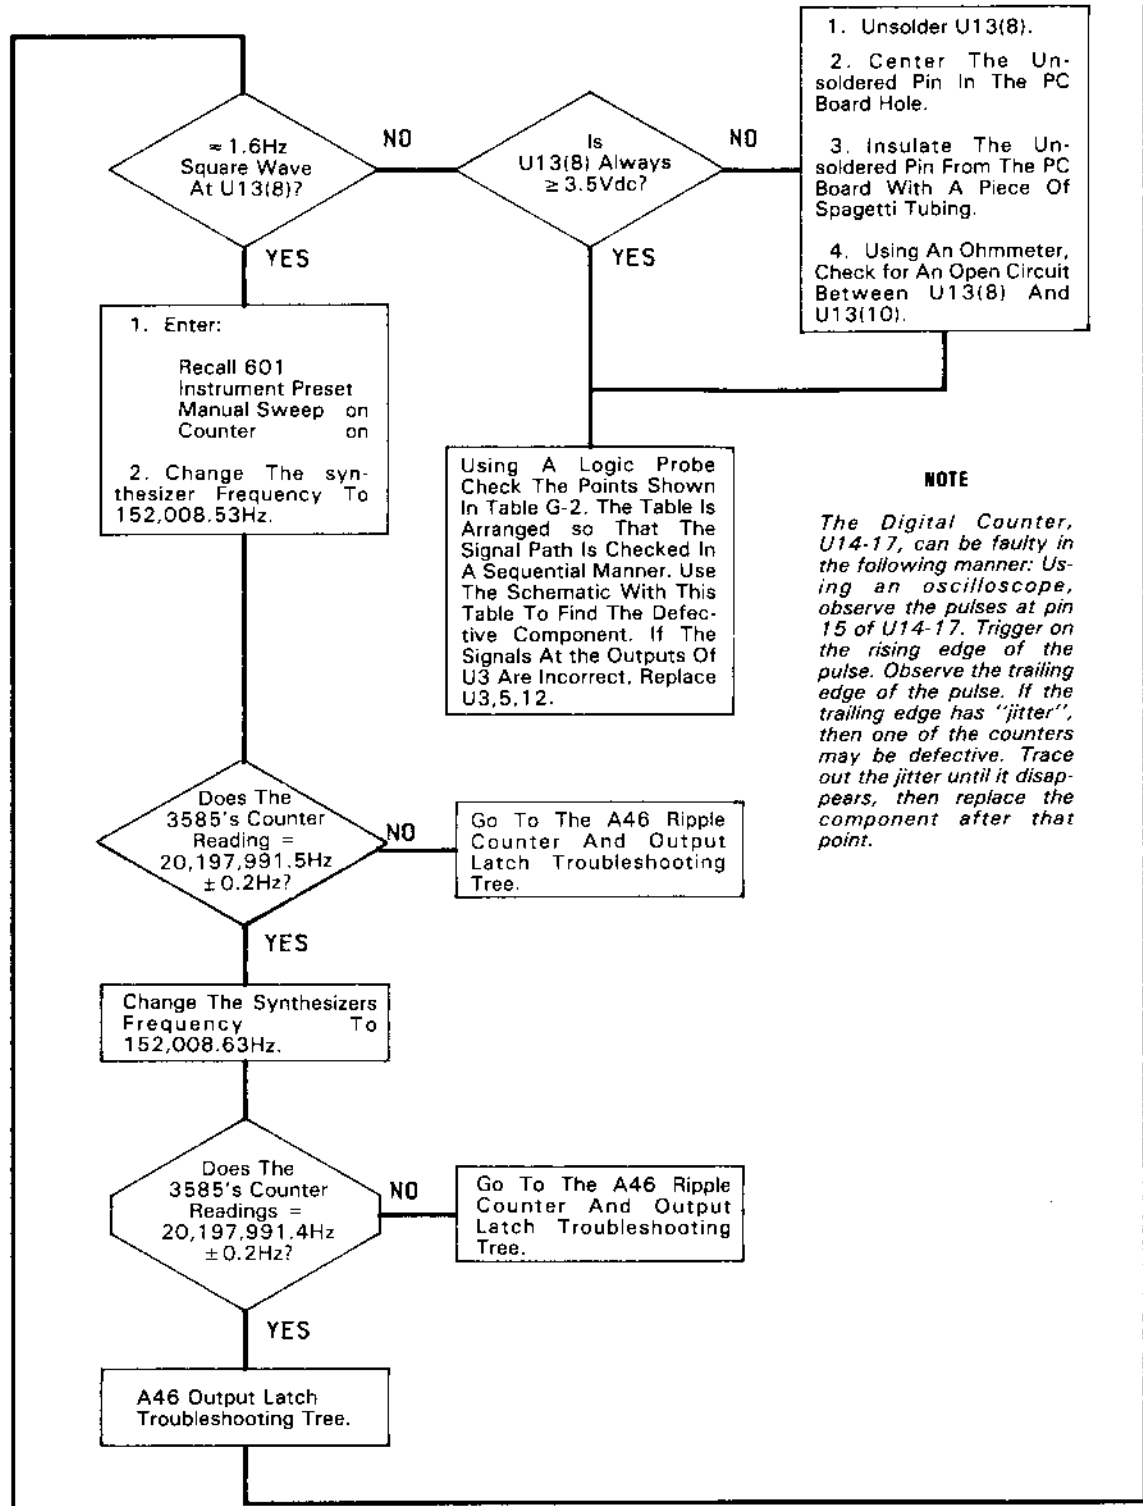 ≈ 1.6Hz
Square Wave
At U13(8)?
NO
Is
U13(8) Always
≥ 3.5Vdc?
NO
1. Unsolder U13(8).
2. Center The Un-
soldered Pin In The PC
Board Hole.
3. Insulate The Un-
soldered Pin From The PC
Board With A Piece Of
Spagetti Tubing.
4. Using An Ohmmeter,
Check for An Open Circuit
Between U13(8) And
U13(10).
YES
YES
1. Enter:
Recall 601
Instrument Preset
Manual Sweep on
Counter on
2. Change The syn-
thesizer Frequency To
152,008.53Hz.
Using A Logic Probe
Check The Points Shown
In Table G-2. The Table Is
Arranged so That The
Signal Path Is Checked In
A Sequential Manner. Use
The Schematic With This
Table To Find The Defec-
tive Component. If The
Signals At the Outputs Of
U3 Are Incorrect, Replace
U3,5,12.
NOTE
The Digital Counter,
U14-17, can be faulty in
the following manner: Us-
ing an oscilloscope,
observe the pulses at pin
15 of U14-17. Trigger on
the rising edge of the
pulse. Observe the trailing
edge of the pulse. If the
trailing edge has "jitter",
then one of the counters
may be defective. Trace
out the jitter until it disap-
pears, then replace the
component after that
point.
Does The
3585's Counter
Reading =
20,197,991.5Hz
± 0.2Hz?
NO
Go To The A46 Ripple
Counter And Output
Latch Troubleshooting
Tree.
YES
Change The Synthesizers
Frequency To
152,008.63Hz.
Does The
3585's Counter
Readings =
20,197,991.4Hz
± 0.2Hz?
NO
Go To The A46 Ripple
Counter And Output
Latch Troubleshooting
Tree.
YES
A46 Output Latch
Troubleshooting Tree.